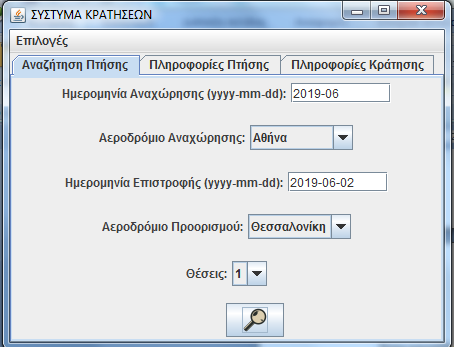 ΣΥΣΤΥΜΑ ΚΡΑΤΗΣΕΩΝ
Επιλογές
Αναζήτηση Πτήσης Πληροφορίες Πτήσης Πληροφορίες Κράτησης
Ημερομηνία Αναχώρησης (yyyy-mm-dd): 2019-06
Αεροδρόμιο Αναχώρησης: Αθήνα
Ημερομηνία Επιστροφής (yyyy-mm-dd): 2019-06-02
Αεροδρόμιο Προορισμού: Θεσσαλονίκη
Θέσεις: 1